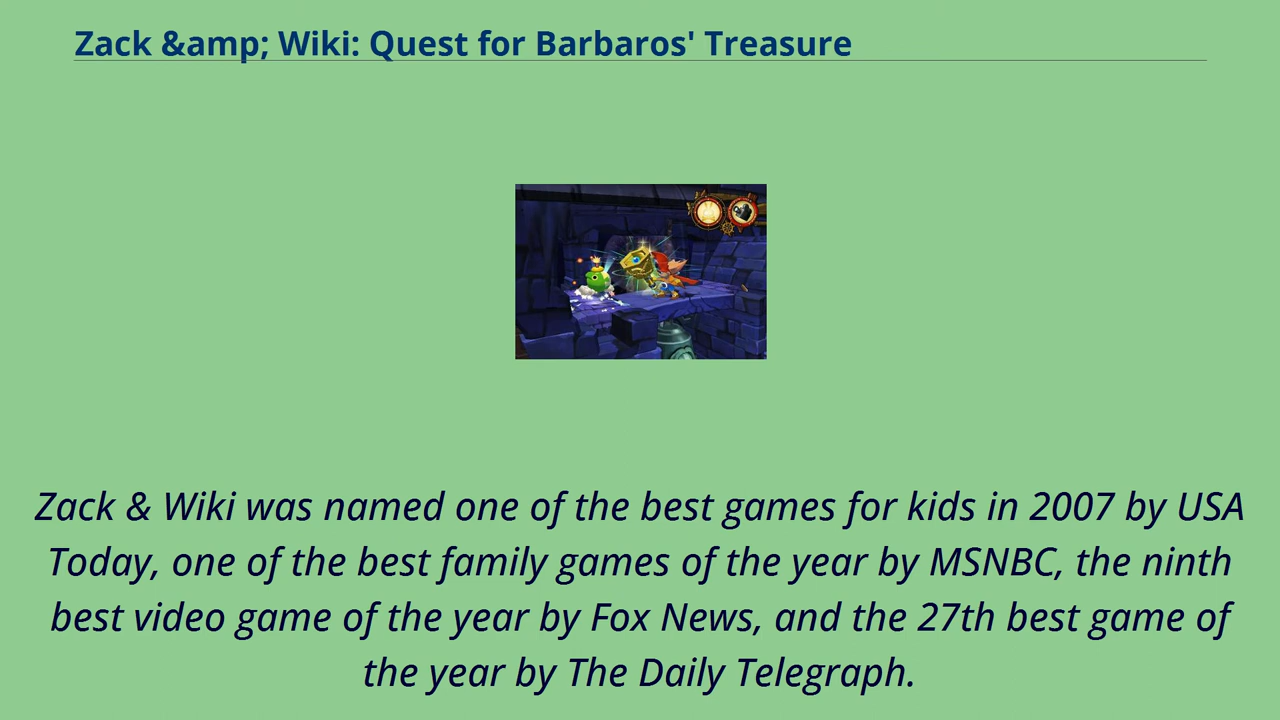 Zack &amp; Wiki: Quest for Barbaros' Treasure
Zack & Wiki was named one of the best games for kids in 2007 by USA
Today, one of the best family games of the year by MSNBC, the ninth
best video game of the year by Fox News, and the 27th best game of
the year by The Daily Telegraph.